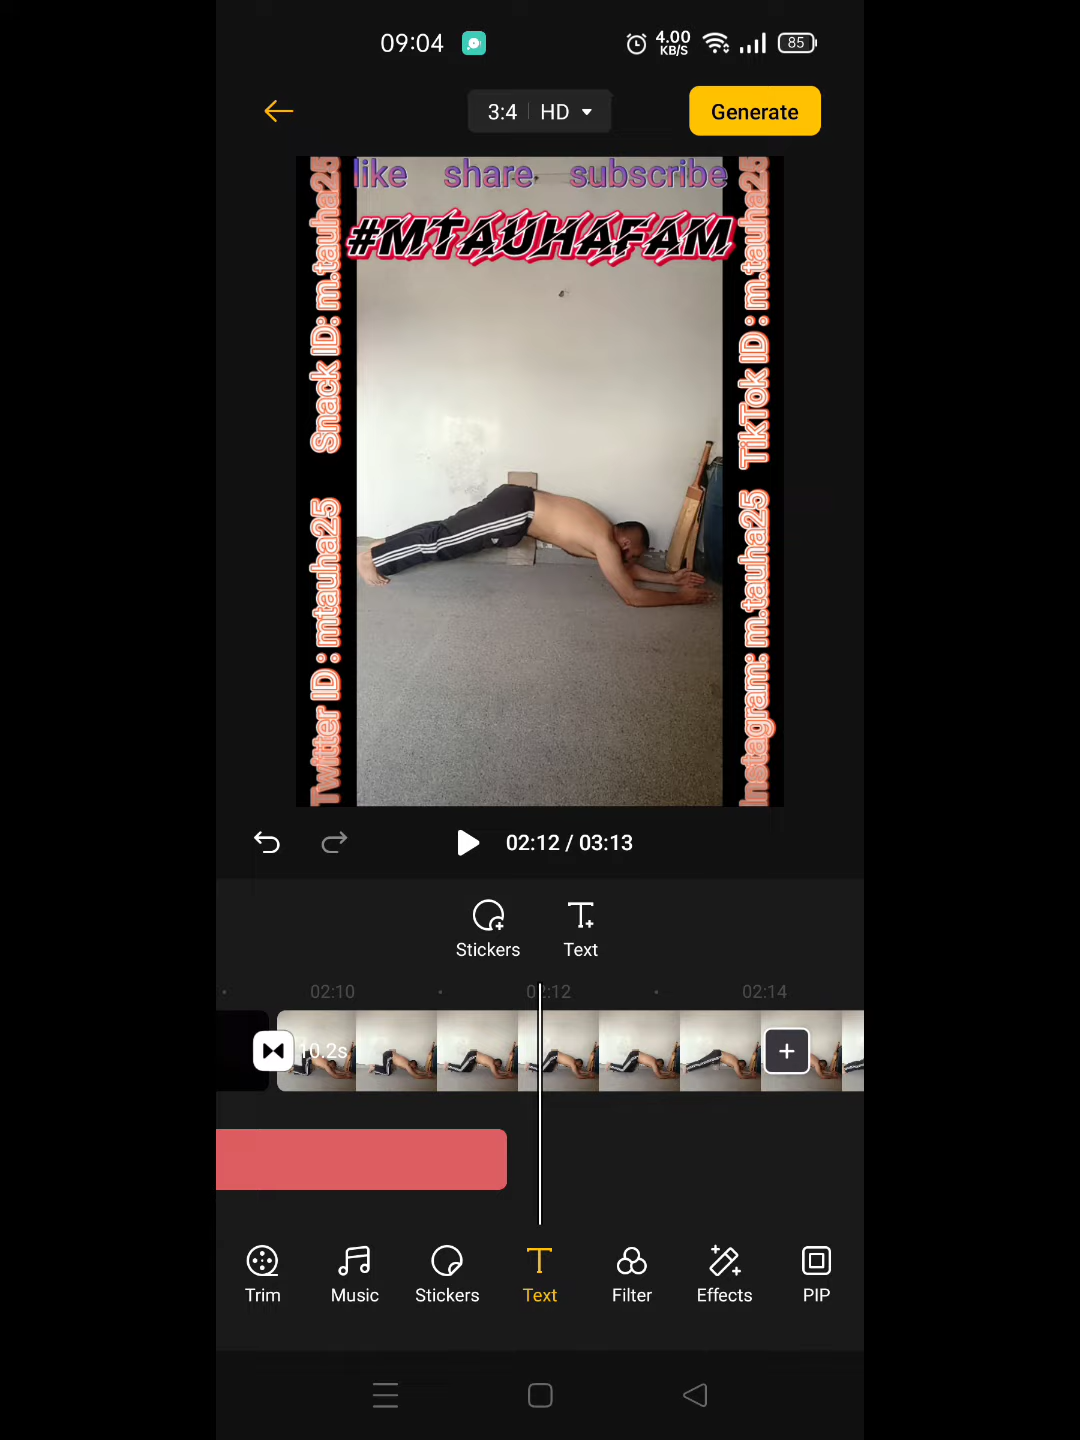 09:04
4.00
KB/S
85
3:4
HD
Generate
like share subscribe
#MTAUHAFAM
Twitter ID : mtauha25 Snack ID: m.tauha25
Instagram: m.tauha25 TikTok ID : m.tauha25
02:12 / 03:13
Stickers
Text
02:10
02:12
02:14
10.2s
Trim
Music
Stickers
Text
Filter
Effects
PIP